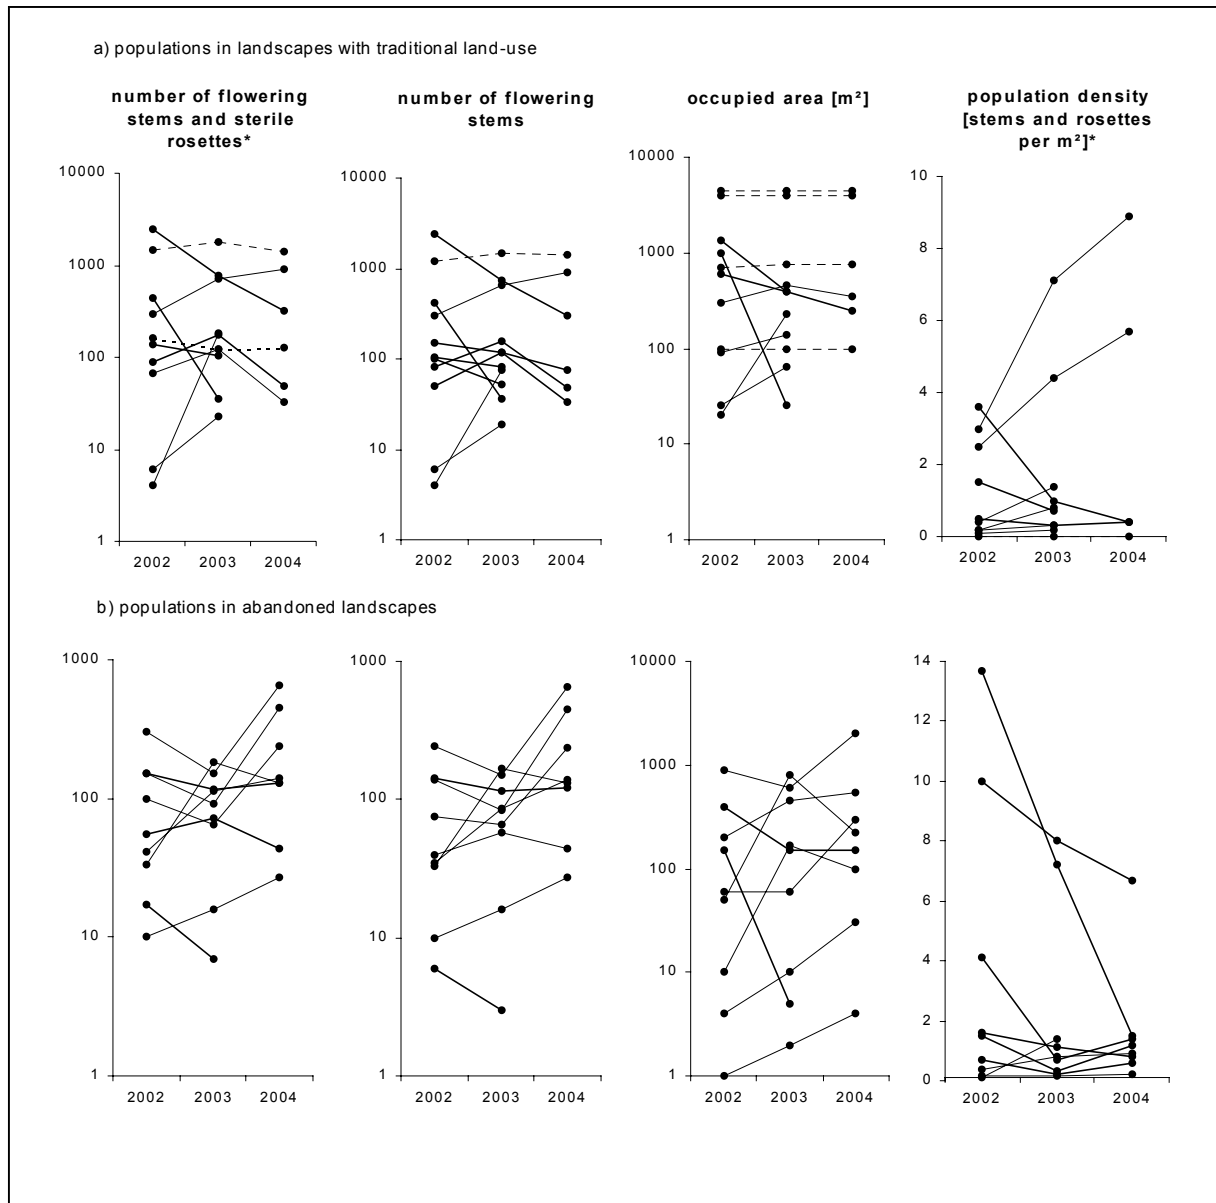 a) populations in landscapes with traditional land-use
number of flowering
stems and sterile
rosettes*
number of flowering
stems
occupied area [m²]
population density
[stems and rosettes
per m²]*
10000
1000
100
10
1
2002 2003 2004
10000
1000
100
10
1
2002 2003 2004
10000
1000
100
10
1
2002 2003 2004
10
8
6
4
2
0
2002 2003 2004
b) populations in abandoned landscapes
1000
100
10
1
2002 2003 2004
1000
100
10
1
2002 2003 2004
10000
1000
100
10
1
2002 2003 2004
14
12
10
8
6
4
2
0
2002 2003 2004